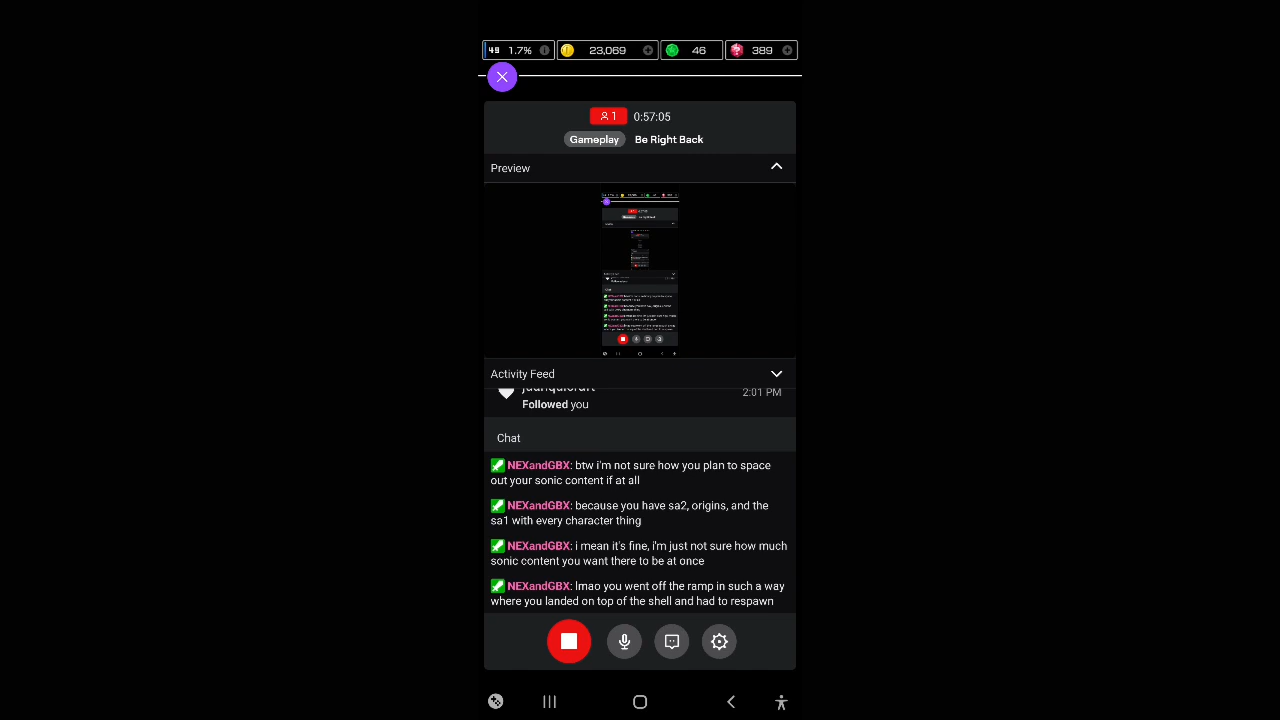 49 1.7% 23,069 46 389
1 0:57:05
Gameplay Be Right Back
Preview
Activity Feed
2:01 PM
Followed you
Chat
NEXandGBX: btw i'm not sure how you plan to space
out your sonic content if at all
NEXandGBX: because you have sa2, origins, and the
sa1 with every character thing
NEXandGBX: i mean it's fine, i'm just not sure how much
sonic content you want there to be at once
NEXandGBX: lmao you went off the ramp in such a way
where you landed on top of the shell and had to respawn